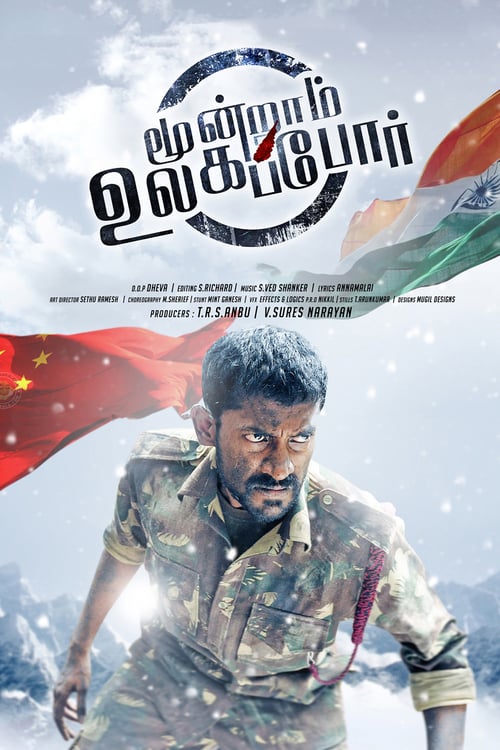 மூன்றாம்
உலகப்போர்
D.O.P DHEVA | EDITING S.RICHARD | MUSIC S.VED SHANKER | LYRICS ANNAMALAI
ART DIRECTOR SETHU RAMESH | CHOREOGRAPHY M.SHERIEF | STUNT MINT GANESH | VFX EFFECTS & LOGICS P.R.O NIKKIL | STILLS T.ARUNKUMAR | DESIGNS MUGIL DESIGNS
PRODUCERS : T.R.S.ANBU | V.SURES NARAYAN